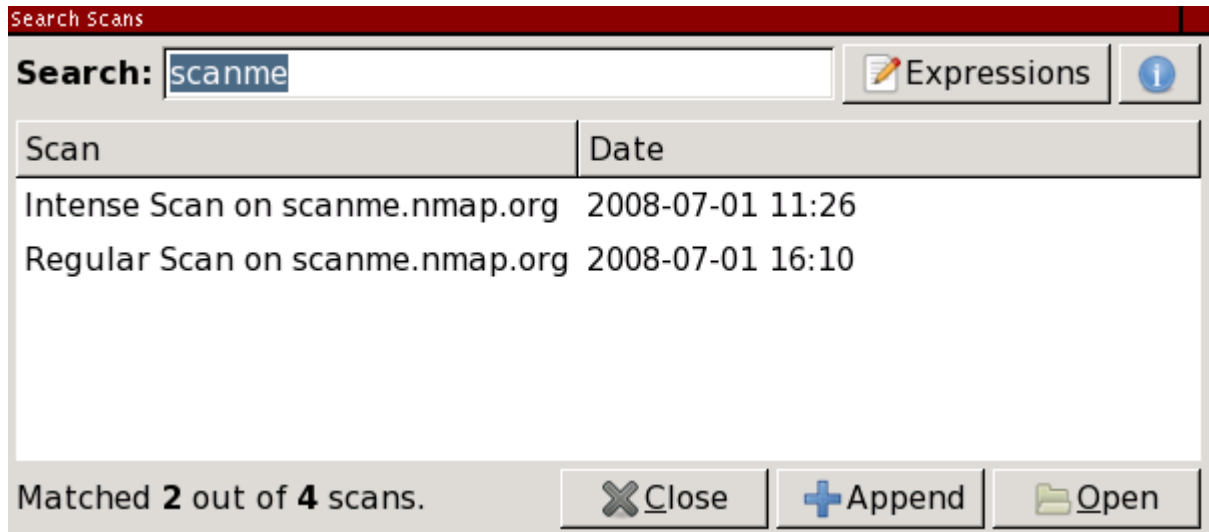 Search Scans
Search: scanme Expressions
Scan Date
Intense Scan on scanme.nmap.org 2008-07-01 11:26
Regular Scan on scanme.nmap.org 2008-07-01 16:10
Matched 2 out of 4 scans. Close Append Open